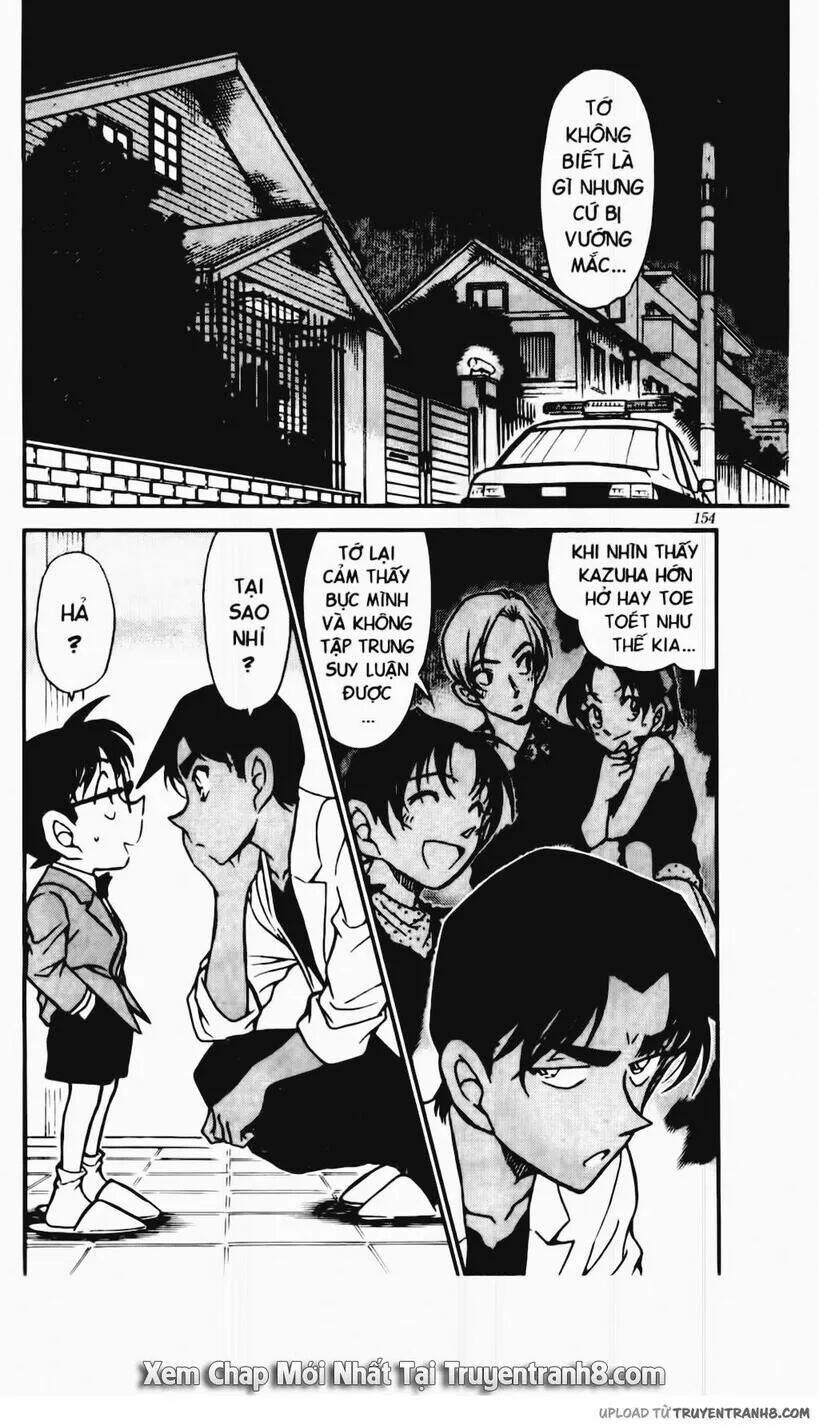 TỚ
KHÔNG
BIẾT LÀ
GÌ NHƯNG
CỨ BỊ
VƯỚNG
MẮC...
154
KHI NHÌN THẤY
KAZUHA HỚN
HỞ HAY TOE
TOÉT NHƯ
THẾ KIA...
TỚ LẠI
CẢM THẤY
BỰC MÌNH
VÀ KHÔNG
TẬP TRUNG
SUY LUẬN
ĐƯỢC
...
TẠI
SAO
NHỈ
?
HẢ
?
Xem Chap Mới Nhất Tại Truyentranh8.com
UPLOAD TỪ TRUYENTRANH8.COM